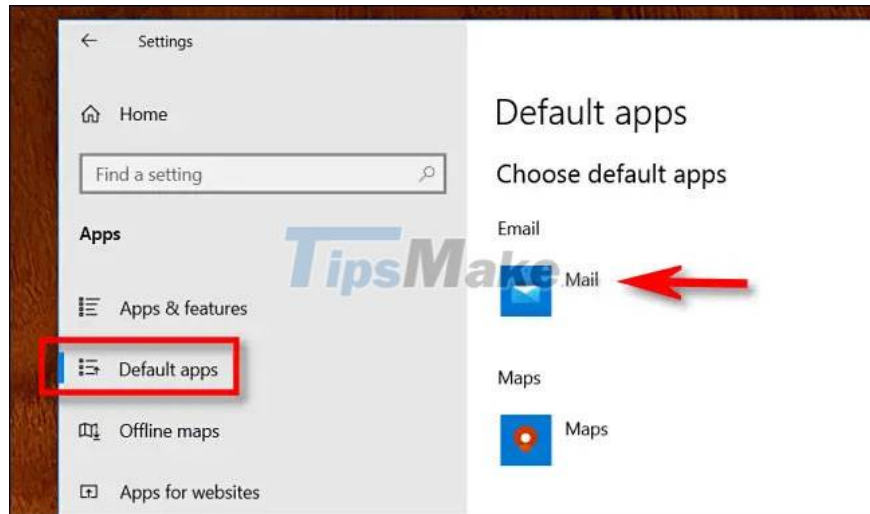 Settings
Home
Find a setting
Apps
Apps & features
Default apps
Offline maps
Apps for websites
Default apps
Choose default apps
Email
Mail
Maps
Maps
TipsMake